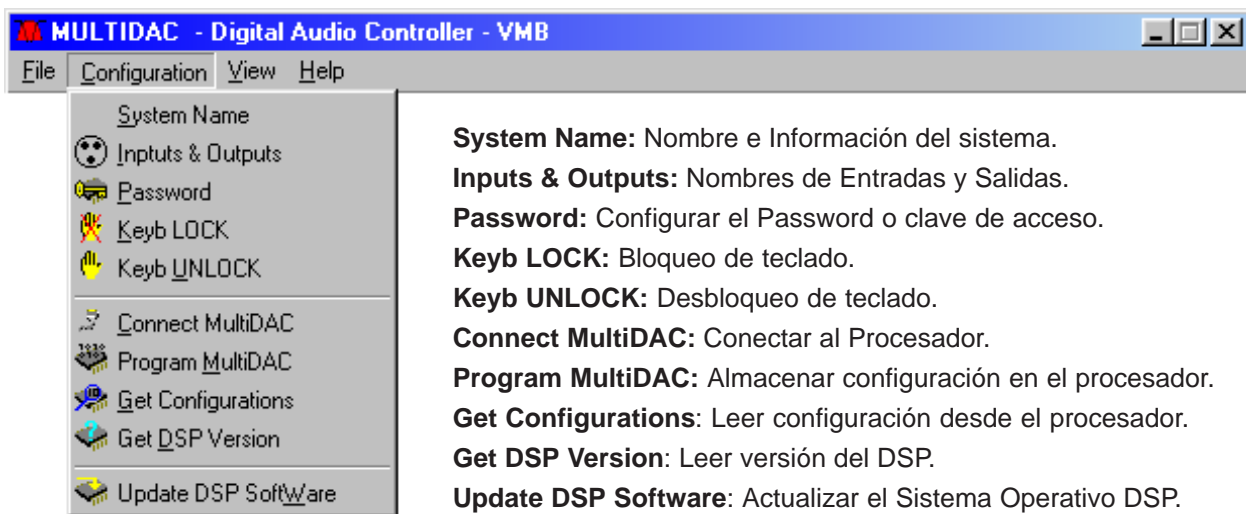 MULTIDAC - Digital Audio Controller - VMB
File Configuration View Help
System Name
Inptuts & Outputs
Password
Keyb LOCK
Keyb UNLOCK
Connect MultiDAC
Program MultiDAC
Get Configurations
Get DSP Version
Update DSP SoftWare
System Name: Nombre e Información del sistema.
Inputs & Outputs: Nombres de Entradas y Salidas.
Password: Configurar el Password o clave de acceso.
Keyb LOCK: Bloqueo de teclado.
Keyb UNLOCK: Desbloqueo de teclado.
Connect MultiDAC: Conectar al Procesador.
Program MultiDAC: Almacenar configuración en el procesador.
Get Configurations: Leer configuración desde el procesador.
Get DSP Version: Leer versión del DSP.
Update DSP Software: Actualizar el Sistema Operativo DSP.